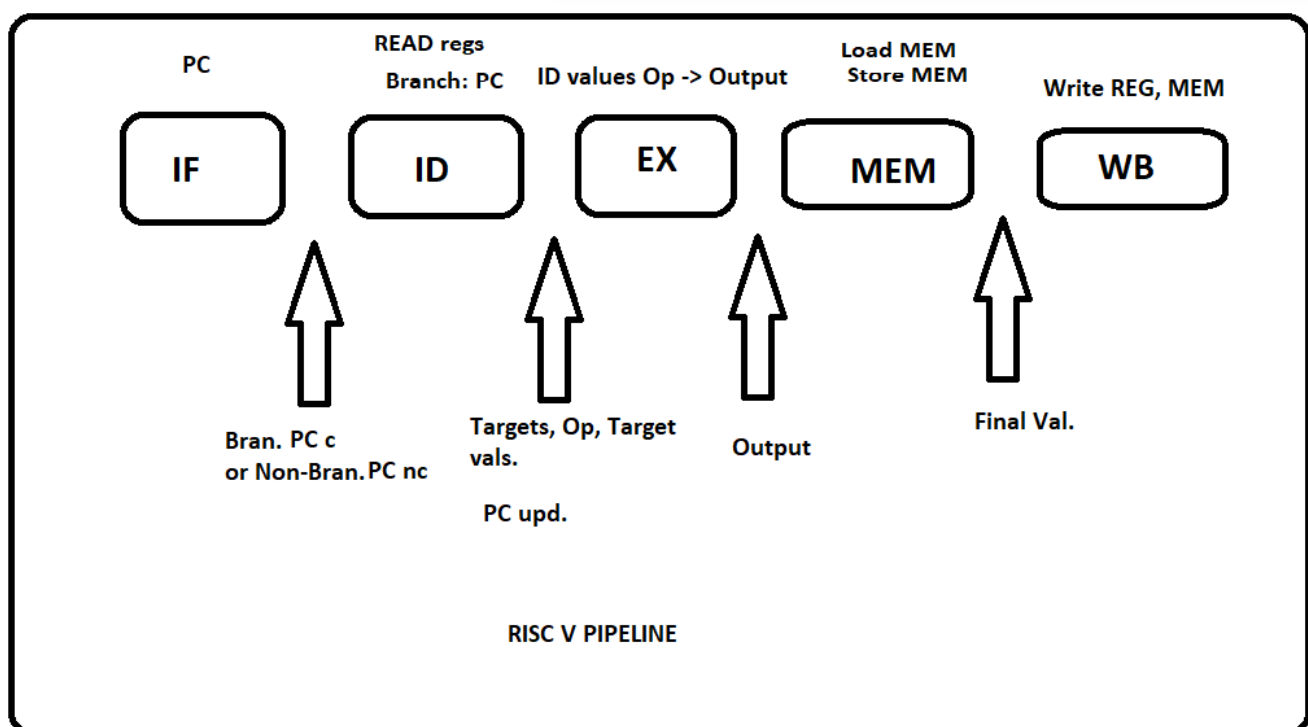 PC
READ regs
Branch: PC
ID values Op -> Output
Load MEM
Store MEM
Write REG, MEM
IF
ID
EX
MEM
WB
Bran. PC c
or Non-Bran. PC nc
Targets, Op, Target
vals.
PC upd.
Output
Final Val.
RISC V PIPELINE